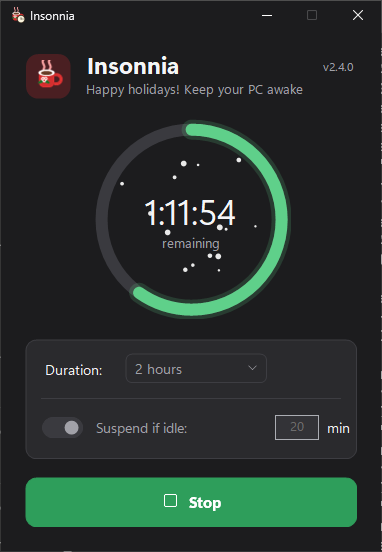 Insonnia
Insonnia
v2.4.0
Happy holidays! Keep your PC awake
1:11:54
remaining
Duration:
2 hours
Suspend if idle:
20
min
Stop